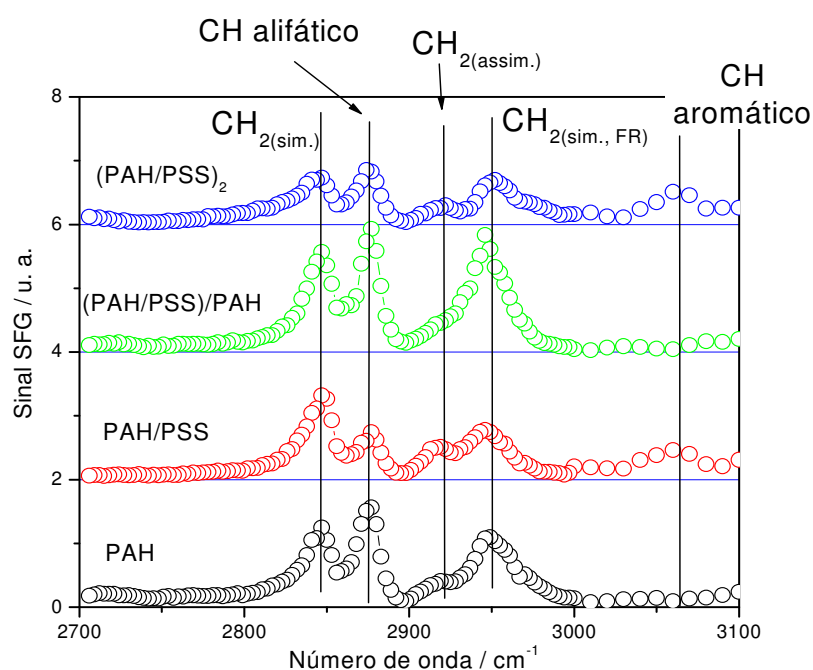 CH alifático
CH2(assim.)
CH
aromático
CH2(sim.)
CH2(sim., FR)
(PAH/PSS)2
(PAH/PSS)/PAH
PAH/PSS
PAH
8
6
4
2
0
Sinal SFG / u. a.
2700
2800
2900
3000
3100
Número de onda / cm-1